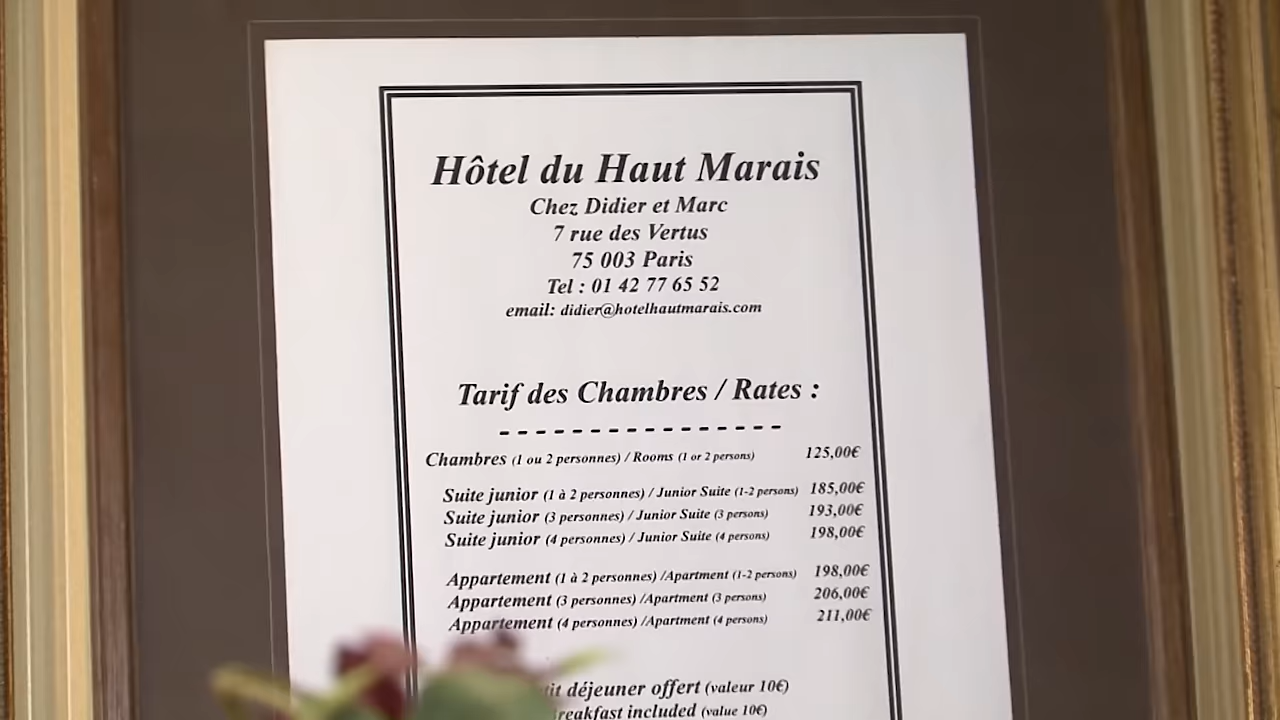 Hôtel du Haut Marais
Chez Didier et Marc
7 rue des Vertus
75 003 Paris
Tel : 01 42 77 65 52
email: didier@hotelhautmarais.com
Tarif des Chambres / Rates :
- - - - - - - - - - - - - - - -
Chambres (1 ou 2 personnes) / Rooms (1 or 2 persons) 125,00€
Suite junior (1 à 2 personnes) / Junior Suite (1-2 persons) 185,00€
Suite junior (3 personnes) / Junior Suite (3 persons) 193,00€
Suite junior (4 personnes) / Junior Suite (4 persons) 198,00€
Appartement (1 à 2 personnes) /Apartment (1-2 persons) 198,00€
Appartement (3 personnes) /Apartment (3 persons) 206,00€
Appartement (4 personnes) /Apartment (4 persons) 211,00€
déjeuner offert (valeur 10€)
included (value 10€)